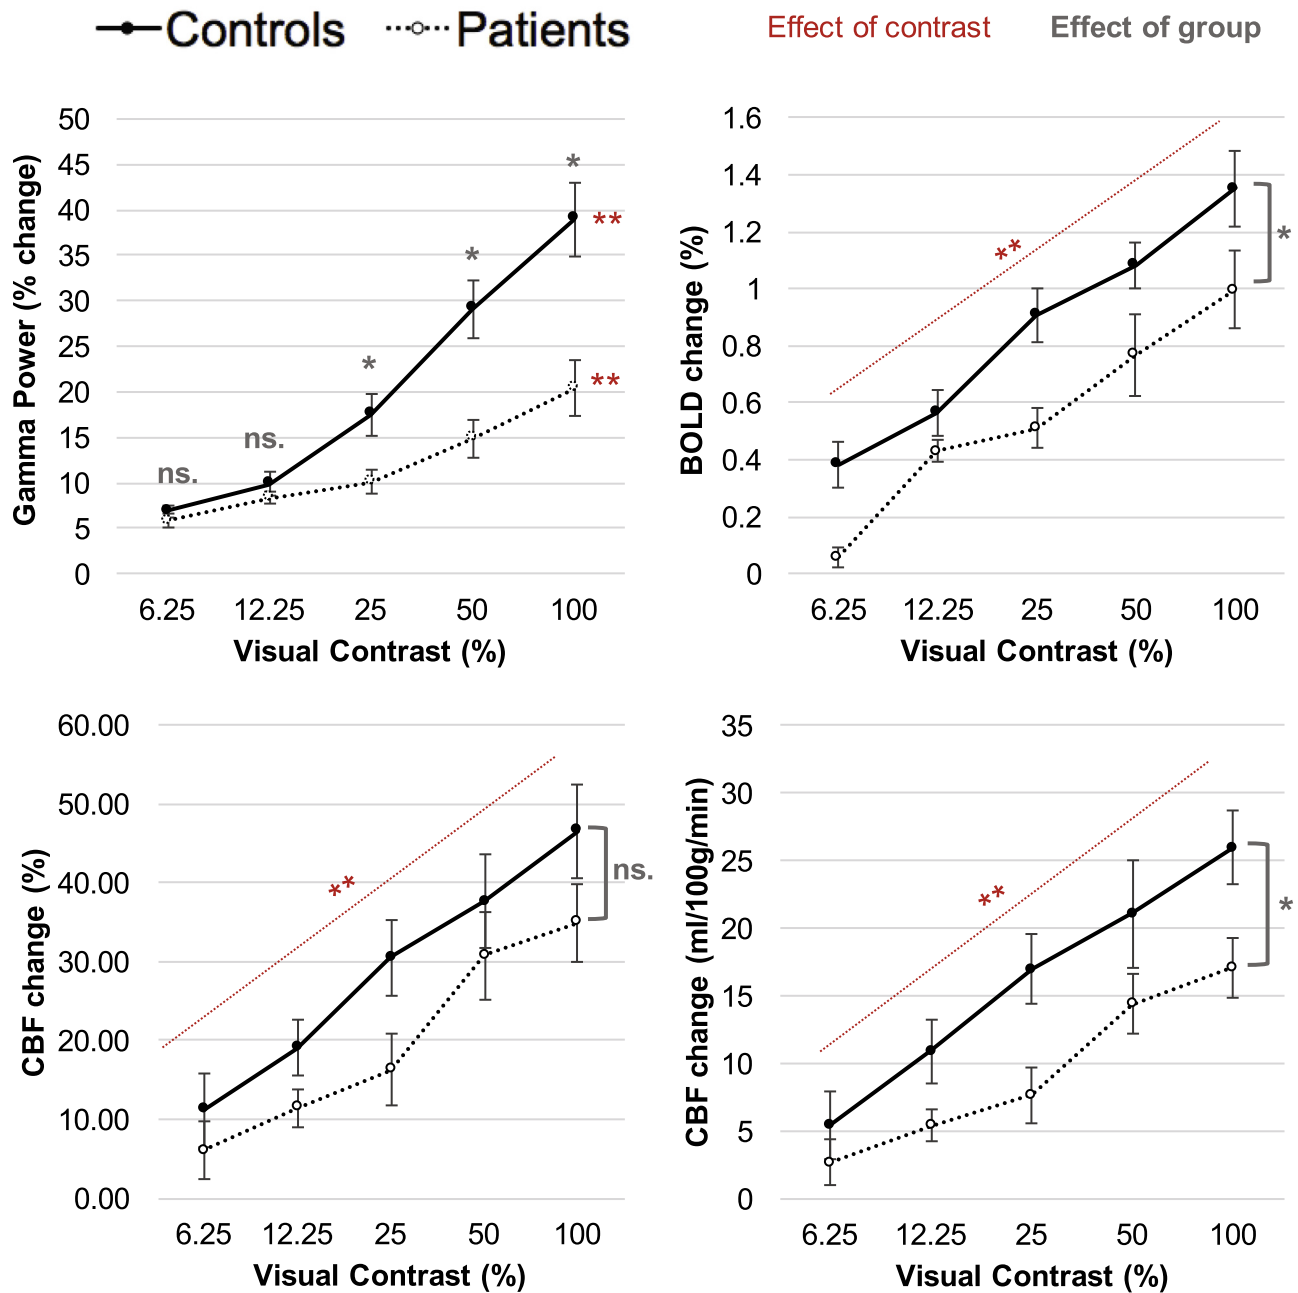 Controls Patients Effect of contrast Effect of group
50
45
40
35
30
25
20
15
10
5
0
Gamma Power (% change)
ns.
ns.
*
*
*
**
**
6.25 12.25 25 50 100
Visual Contrast (%)
1.6
1.4
1.2
1
0.8
0.6
0.4
0.2
0
BOLD change (%)
**
*
6.25 12.25 25 50 100
Visual Contrast (%)
60.00
50.00
40.00
30.00
20.00
10.00
0.00
CBF change (%)
**
ns.
6.25 12.25 25 50 100
Visual Contrast (%)
35
30
25
20
15
10
5
0
CBF change (ml/100g/min)
**
*
6.25 12.25 25 50 100
Visual Contrast (%)